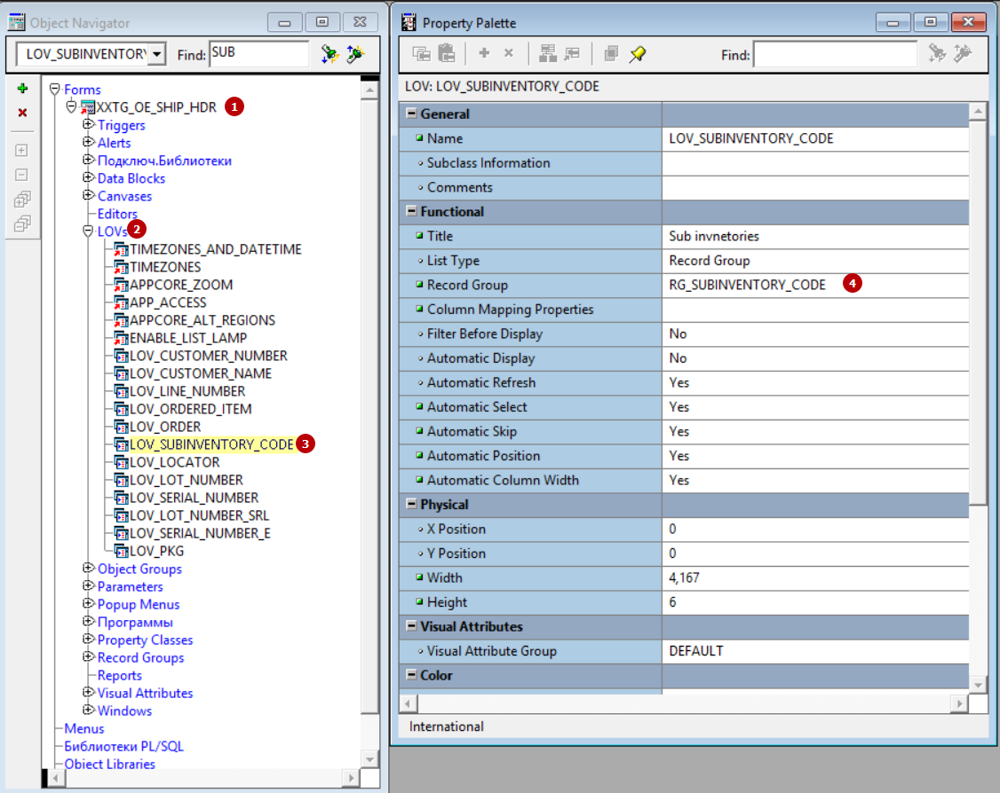 Object Navigator
LOV_SUBINVENTORY Find: SUB
Forms
XXTG_OE_SHIP_HDR 1
Triggers
Alerts
Подключ.Библиотеки
Data Blocks
Canvases
Editors
LOVs 2
TIMEZONES_AND_DATETIME
TIMEZONES
APPCORE_ZOOM
APP_ACCESS
APPCORE_ALT_REGIONS
ENABLE_LIST_LAMP
LOV_CUSTOMER_NUMBER
LOV_CUSTOMER_NAME
LOV_LINE_NUMBER
LOV_ORDERED_ITEM
LOV_ORDER
LOV_SUBINVENTORY_CODE 3
LOV_LOCATOR
LOV_LOT_NUMBER
LOV_SERIAL_NUMBER
LOV_LOT_NUMBER_SRL
LOV_SERIAL_NUMBER_E
LOV_PKG
Object Groups
Parameters
Popup Menus
Программы
Property Classes
Record Groups
Reports
Visual Attributes
Windows
Menus
Библиотеки PL/SQL
Object Libraries
Property Palette
Find:
LOV: LOV_SUBINVENTORY_CODE
General
Name LOV_SUBINVENTORY_CODE
Subclass Information
Comments
Functional
Title Sub invnetories
List Type Record Group
Record Group RG_SUBINVENTORY_CODE 4
Column Mapping Properties
Filter Before Display No
Automatic Display No
Automatic Refresh Yes
Automatic Select Yes
Automatic Skip Yes
Automatic Position Yes
Automatic Column Width Yes
Physical
X Position 0
Y Position 0
Width 4,167
Height 6
Visual Attributes
Visual Attribute Group DEFAULT
Color
International